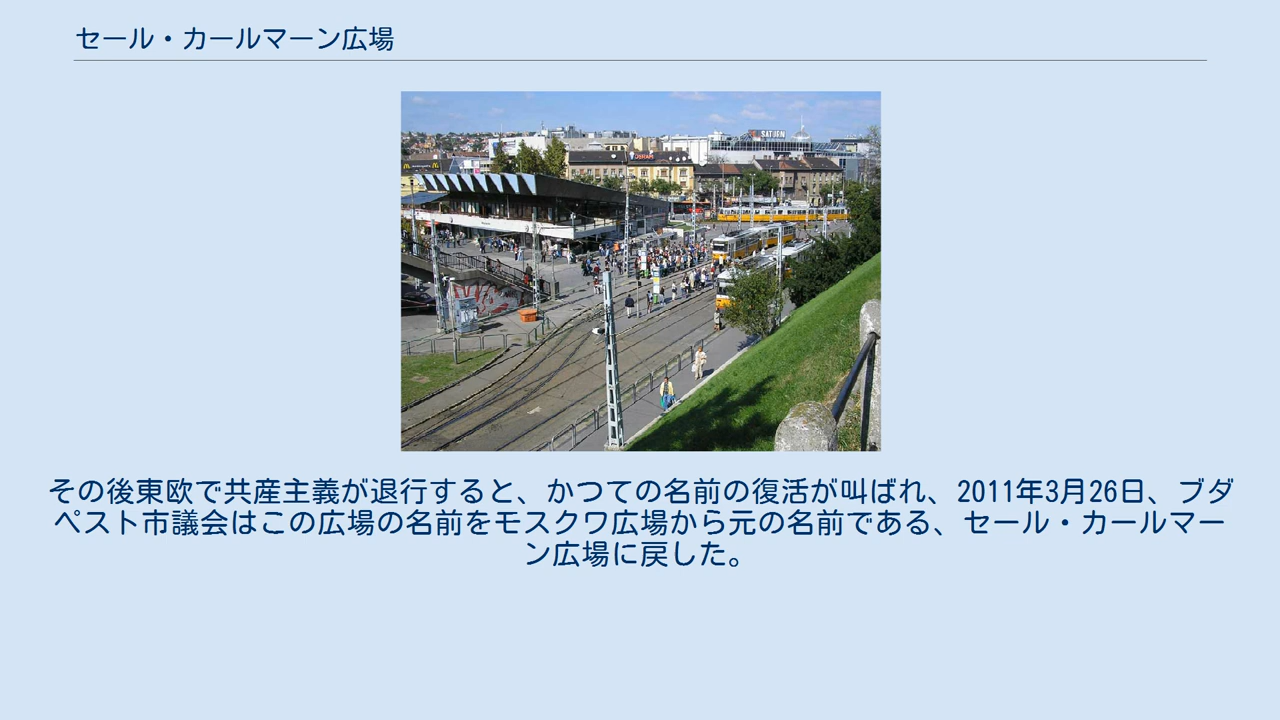 セール・カールマーン広場
SATURN
OSRAM
その後東欧で共産主義が退行すると、かつての名前の復活が叫ばれ、2011年3月26日、ブダ
ペスト市議会はこの広場の名前をモスクワ広場から元の名前である、セール・カールマー
ン広場に戻した。